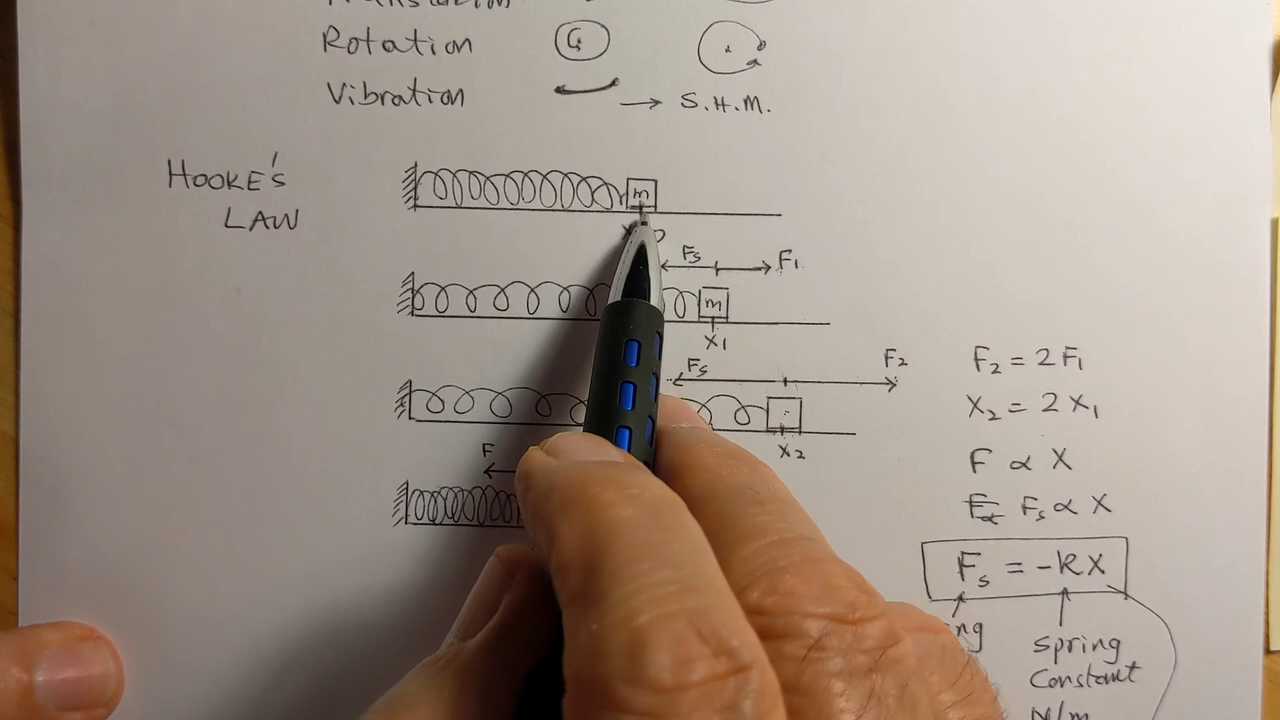 Rotation
Vibration → S.H.M.
HOOKE'S
LAW
m
Fs F1
m
X1
Fs F2
X2
F
F2 = 2F1
X2 = 2X1
F ∝ X
Fs ∝ X
Fs = -kX
spring
Constant
N/m